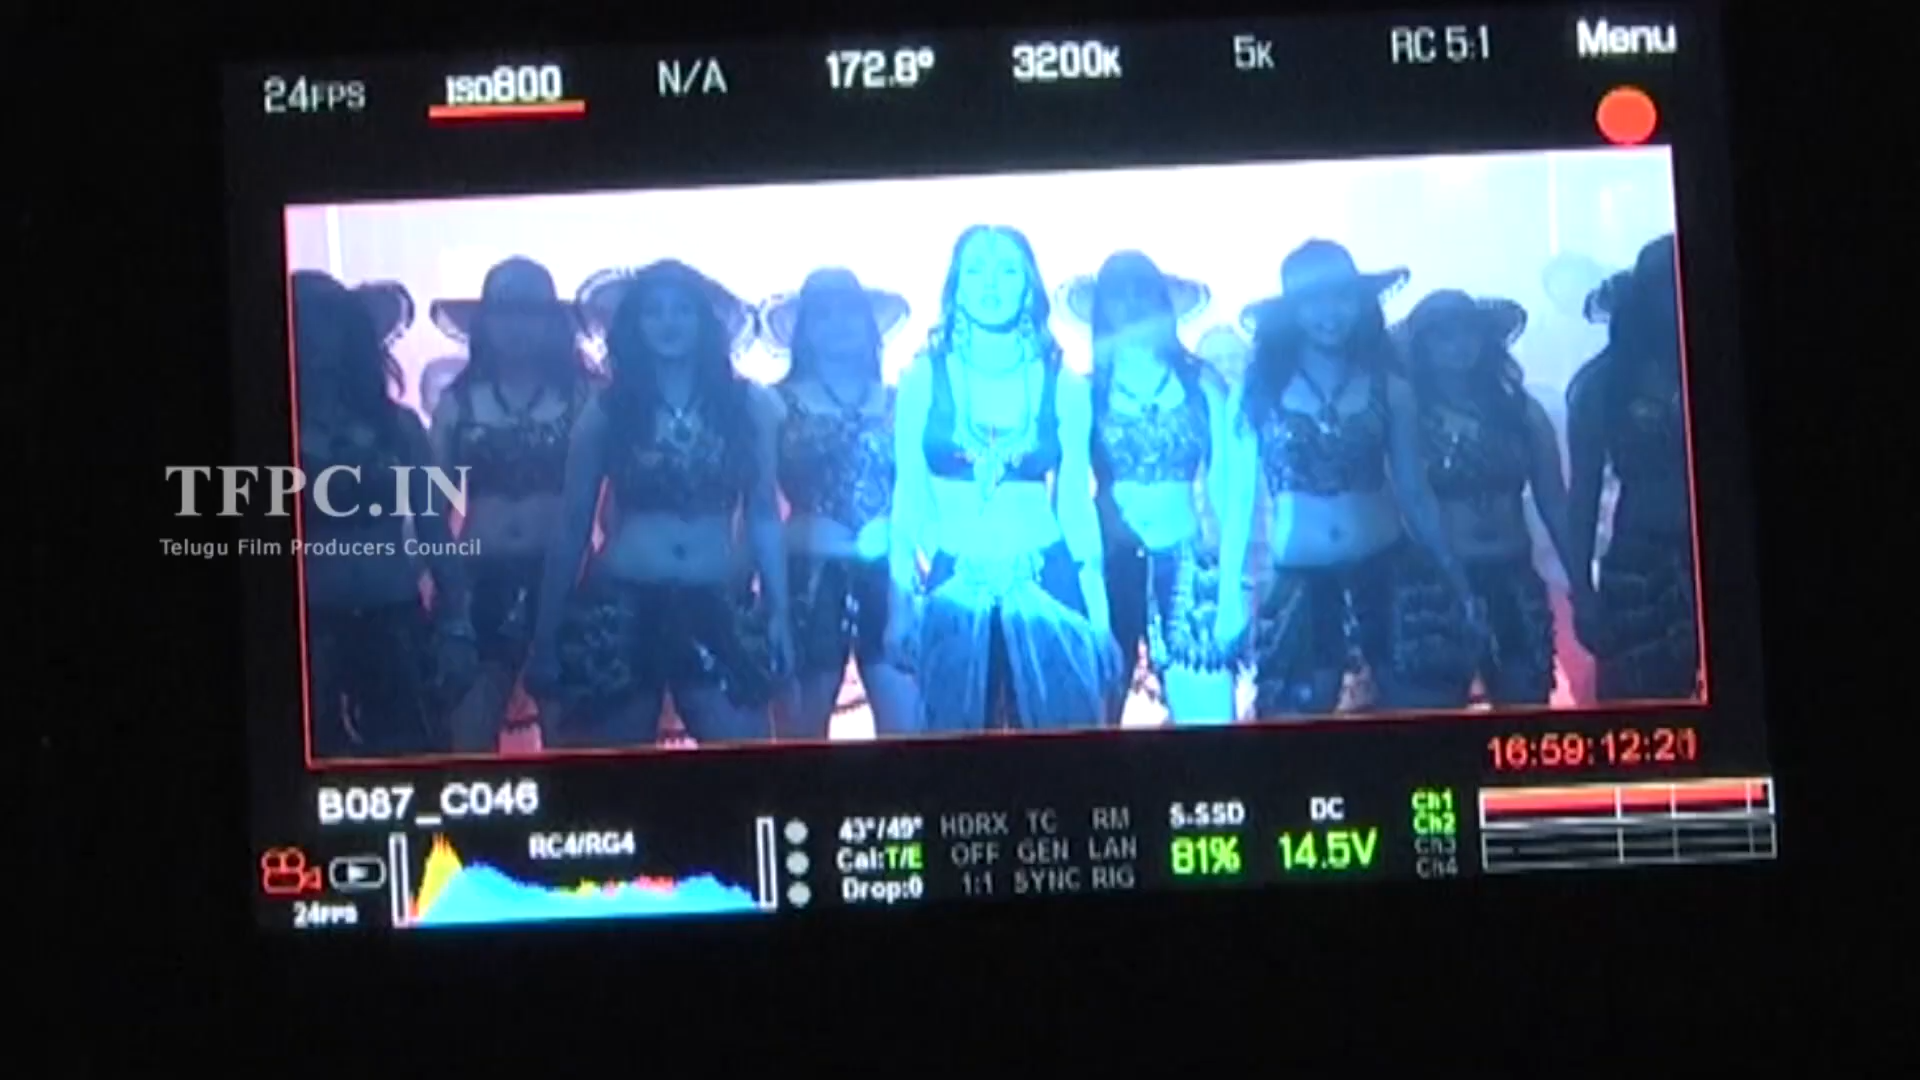 24FPS ISO800 N/A 172.8° 3200K 5K RC 5:1 Menu
TFPC.IN
Telugu Film Producers Council
16:59:12:20
B087_C046
RC4/RG4
24FPS
43°/49° HDRX TC RM
Cal:T/E OFF GEN LAN
Drop:0 1:1 SYNC RIG
S.SSD
81%
DC
14.5V
Ch1
Ch2
Ch3
Ch4